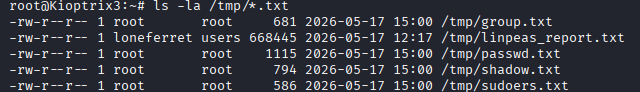 root@Kioptrix3:~# ls -la /tmp/*.txt
-rw-r--r-- 1 root       root     681 2026-05-17 15:00 /tmp/group.txt
-rw-r--r-- 1 loneferret users 668445 2026-05-17 12:17 /tmp/linpeas_report.txt
-rw-r--r-- 1 root       root    1115 2026-05-17 15:00 /tmp/passwd.txt
-rw-r--r-- 1 root       root     794 2026-05-17 15:00 /tmp/shadow.txt
-rw-r--r-- 1 root       root     586 2026-05-17 15:00 /tmp/sudoers.txt